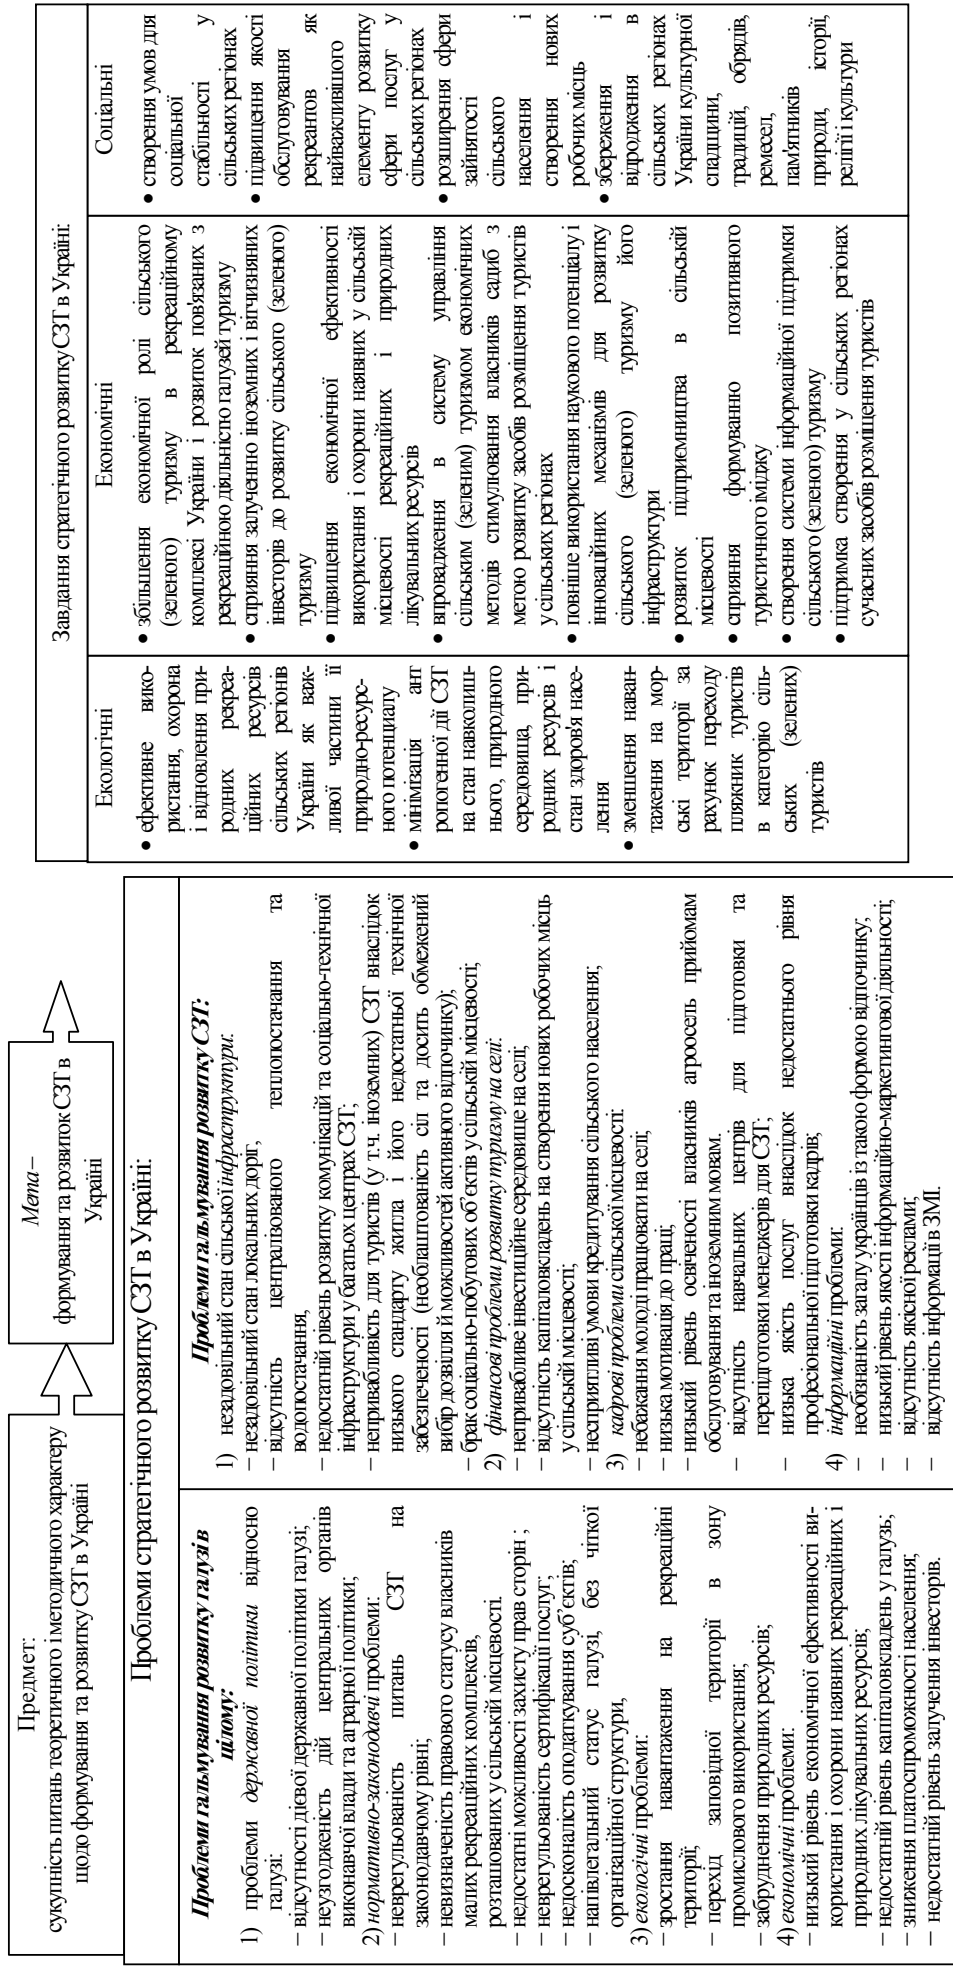 Предмет:
сукупність питань теоретичного і методичного характеру
щодо формування та розвитку СЗТ в Україні
Мета –
формування та розвиток СЗТ в
Україні
Проблеми стратегічного розвитку СЗТ в Україні:
Проблеми гальмування розвитку галузі в
цілому:
1) проблеми державної політики відносно
галузі:
– відсутності дієвої державної політики галузі;
– неузгодженість дій центральних органів
виконавчої влади та аграрної політики;
2) нормативно-законодавчі проблеми:
– неврегульованість питань СЗТ на
законодавчому рівні;
– невизначеність правового статусу власників
малих рекреаційних комплексів,
розташованих у сільській місцевості.
– недостатні можливості захисту прав сторін ;
– неврегульованість сертифікації послуг;
– недосконалість оподаткування суб’єктів;
– напівлегальний статус галузі, без чіткої
організаційної структури,
3) екологічні проблеми:
– зростання навантаження на рекреаційні
території;
– перехід заповідної території в зону
промислового використання;
– забруднення природних ресурсів;
4) економічні проблеми:
– низький рівень економічної ефективності ви-
користання і охорони наявних рекреаційних і
природних лікувальних ресурсів;
– недостатній рівень капіталовкладень у галузь;
– зниження платоспроможності населення;
– недостатній рівень залучення інвесторів.
Проблеми гальмування розвитку СЗТ:
1) незадовільний стан сільської інфраструктури:
– незадовільний стан локальних доріг;
– відсутність централізованого теплопостачання та
водопостачання,
– недостатній рівень розвитку комунікацій та соціально-технічної
інфраструктури у багатьох центрах СЗТ;
– непривабливість для туристів (у т.ч. іноземних) СЗТ внаслідок
низького стандарту житла і його недостатньої технічної
забезпеченості (необлаштованість сіл та досить обмежений
вибір дозвілля й можливостей активного відпочинку);
– брак соціально-побутових об’єктів у сільській місцевості;
2) фінансові проблеми розвитку туризму на селі:
– непривабливе інвестиційне середовище на селі;
– відсутність капіталовкладень на створення нових робочих місць
у сільській місцевості;
– несприятливі умови кредитування сільського населення;
3) кадрові проблеми сільської місцевості:
– небажання молоді працювати на селі;
– низька мотивація до праці;
– низький рівень освіченості власників агроосель прийомам
обслуговування та іноземним мовам.
– відсутність навчальних центрів для підготовки та
перепідготовки менеджерів для СЗТ;
– низька якість послуг внаслідок недостатнього рівня
професіональної підготовки кадрів;
4) інформаційні проблеми:
– необізнаність загалу українців із такою формою відпочинку;
– низький рівень якості інформаційно-маркетингової діяльності;
– відсутність якісної реклами;
– відсутність інформації в ЗМІ.
Завдання стратегічного розвитку СЗТ в Україні:
Екологічні
• ефективне вико-
ристання, охорона
і відновлення при-
родних рекреа-
ційних ресурсів
сільських регіонів
України як важ-
ливої частини її
природно-ресурс-
ного потенціалу
• мінімізація ант
ропогенної дії СЗТ
на стан навколиш-
нього, природного
середовища, при-
родних ресурсів і
стан здоров'я насе-
лення
• зменшення наван-
таження на мор-
ські території за
рахунок переходу
пляжник туристів
в категорію сіль-
ських (зелених)
туристів
Економічні
• збільшення економічної ролі сільського
(зеленого) туризму в рекреаційному
комплексі України і розвиток пов'язаних з
рекреаційною діяльністю галузей туризму
• сприяння залученню іноземних і вітчизняних
інвесторів до розвитку сільського (зеленого)
туризму
• підвищення економічної ефективності
використання і охорони наявних у сільській
місцевості рекреаційних і природних
лікувальних ресурсів
• впровадження в систему управління
сільським (зеленим) туризмом економічних
методів стимулювання власників садиб з
метою розвитку засобів розміщення туристів
у сільських регіонах
• повніше використання наукового потенціалу і
інноваційних механізмів для розвитку
сільського (зеленого) туризму його
інфраструктури
• розвиток підприємництва в сільській
місцевості
• сприяння формуванню позитивного
туристичного іміджу
• створення системи інформаційної підтримки
сільського (зеленого) туризму
• підтримка створення у сільських регіонах
сучасних засобів розміщення туристів
Соціальні
• створення умов для
соціальної
стабільності у
сільських регіонах
• підвищення якості
обслуговування
рекреантов як
найважливішого
елементу розвитку
сфери послуг у
сільських регіонах
• розширення сфери
зайнятості
сільського
населення і
створення нових
робочих місць
• збереження і
відродження в
сільських регіонах
України культурної
спадщини,
традицій, обрядів,
ремесел,
пам'ятників
природи, історії,
релігії і культури